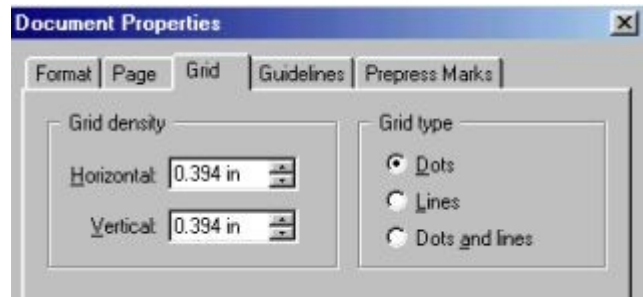 Document Properties
Format Page Grid Guidelines Prepress Marks
Grid density
Horizontal: 0.394 in
Vertical: 0.394 in
Grid type
Dots
Lines
Dots and lines